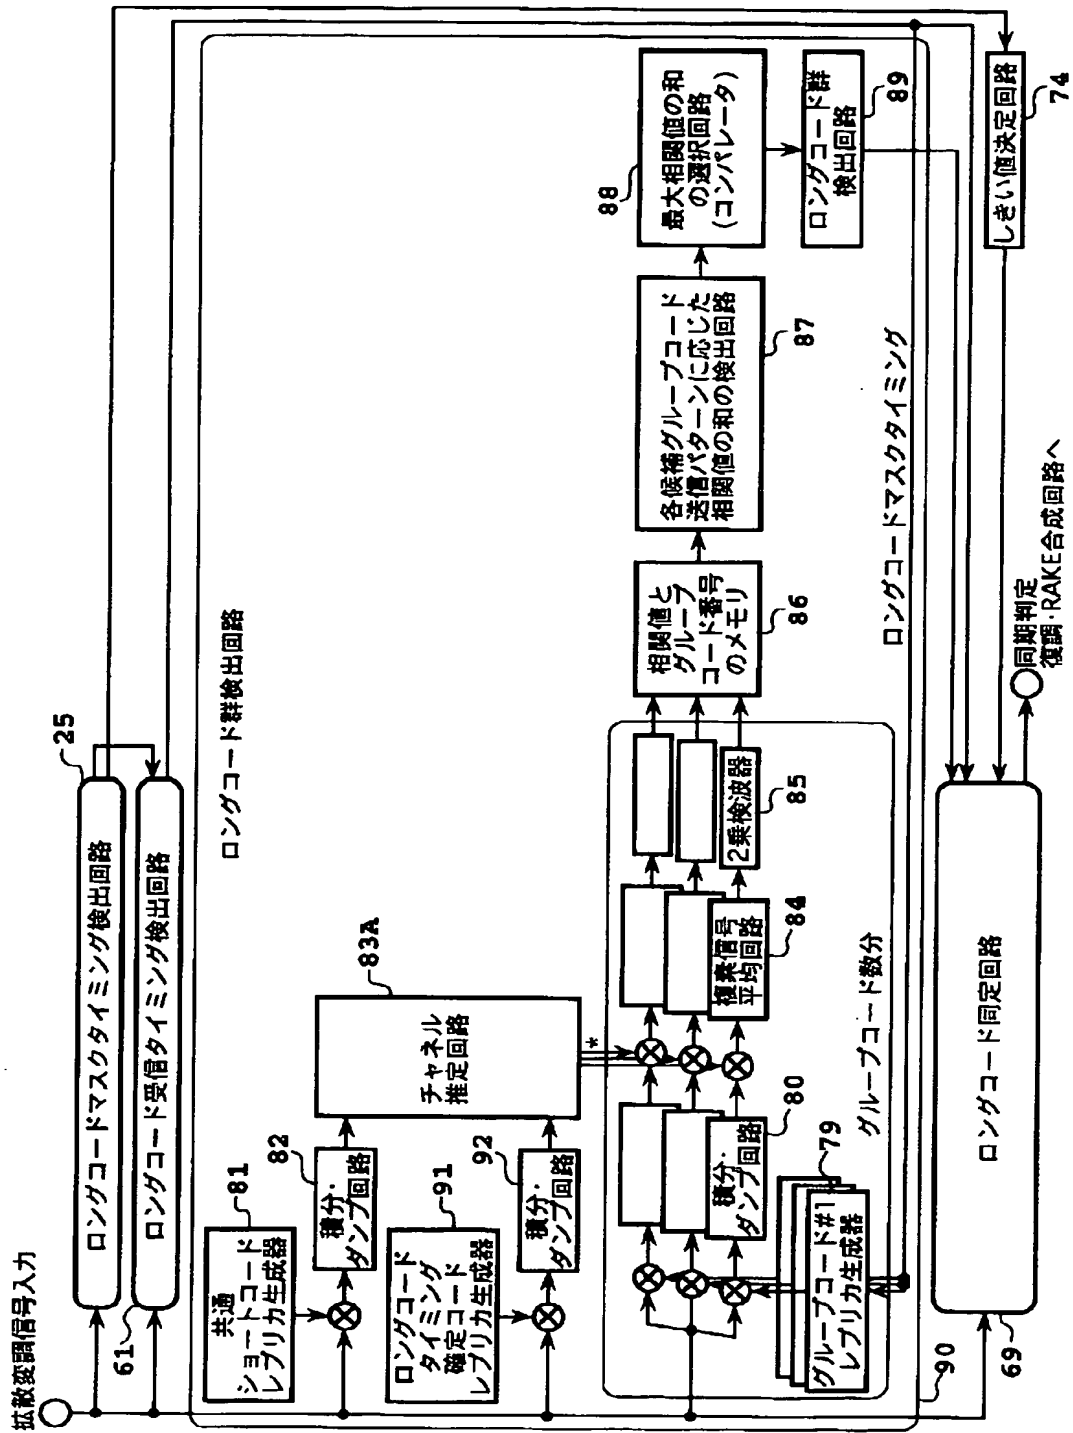 拡散変調信号入力
ロングコードマスクタイミング検出回路
25
ロングコード受信タイミング検出回路
61
ロングコード群検出回路
共通
ショートコード
レプリカ生成器
81
積分・
ダンプ回路
82
チャネル
推定回路
83A
ロングコード
タイミング
確定コード
レプリカ生成器
91
積分・
ダンプ回路
92
*
グループコード#1
レプリカ生成器
79
積分・
ダンプ回路
80
複素信号
平均回路
84
2乗検波器
85
グループコード数分
相関値と
グループ
コード番号
のメモリ
86
各候補グループコード
送信パターンに応じた
相関値の和の検出回路
87
最大相関値の和
の選択回路
(コンパレータ)
88
ロングコード群
検出回路
89
ロングコードマスクタイミング
90
ロングコード同定回路
69
しきい値決定回路
74
同期判定
復調・RAKE合成回路へ